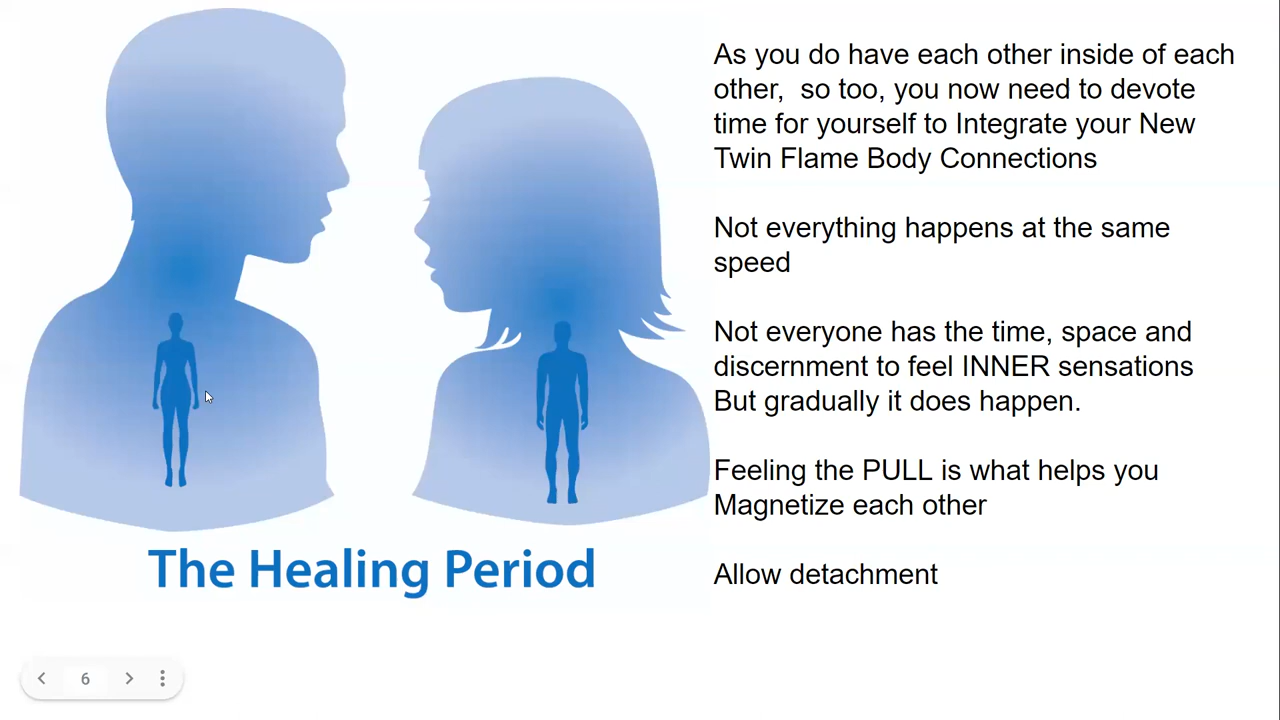 As you do have each other inside of each
other,  so too, you now need to devote
time for yourself to Integrate your New
Twin Flame Body Connections
Not everything happens at the same
speed
Not everyone has the time, space and
discernment to feel INNER sensations
But gradually it does happen.
Feeling the PULL is what helps you
Magnetize each other
Allow detachment
The Healing Period
6